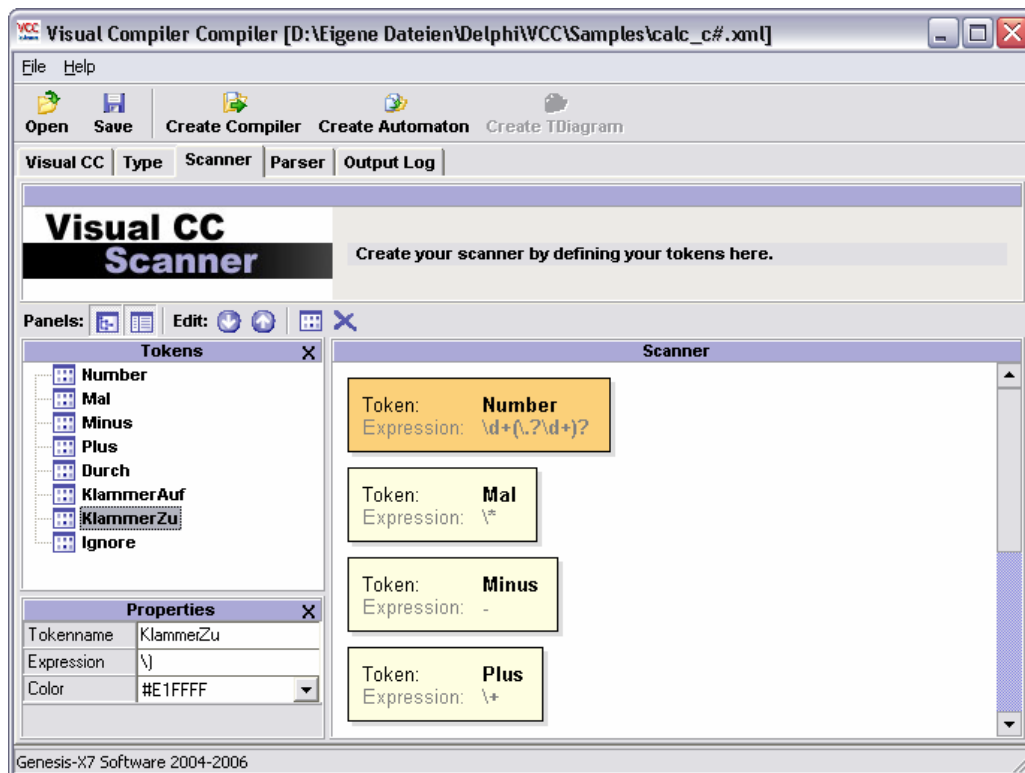 VCC
Visual Compiler Compiler [D:\Eigene Dateien\Delphi\VCC\Samples\calc_c#.xml]
File Help
Open Save Create Compiler Create Automaton Create TDiagram
Visual CC Type Scanner Parser Output Log
Visual CC
Scanner
Create your scanner by defining your tokens here.
Panels: Edit:
Tokens X
Number
Mal
Minus
Plus
Durch
KlammerAuf
KlammerZu
Ignore
Properties X
Tokenname KlammerZu
Expression \)
Color #E1FFFF
Scanner
Token: Number
Expression: \d+(\.?\d+)?
Token: Mal
Expression: \*
Token: Minus
Expression: -
Token: Plus
Expression: \+
Genesis-X7 Software 2004-2006